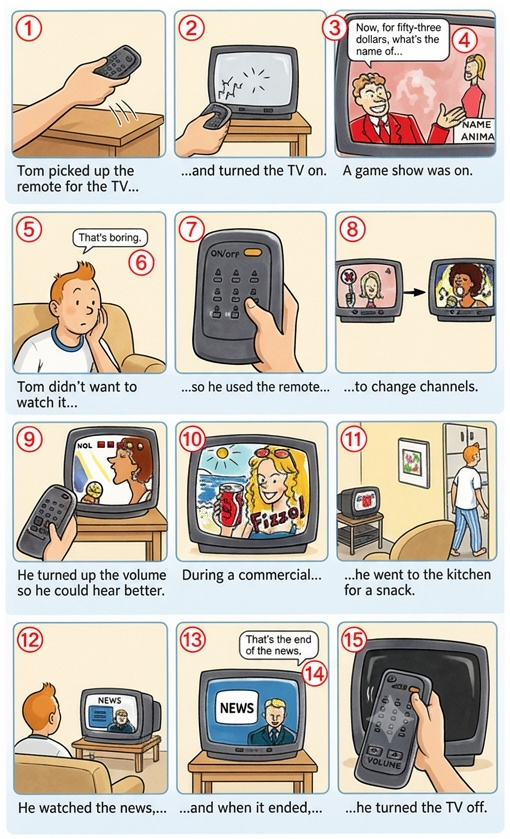 ①
②
③
Now, for fifty-three
dollars, what's the
name of...
④
NAME
ANIMA
Tom picked up the
remote for the TV...
...and turned the TV on.
A game show was on.
⑤
That's boring.
⑥
⑦
ON/OFF
⑧
Tom didn't want to
watch it...
...so he used the remote...
...to change channels.
⑨
NOL
⑩
Fizzo!
⑪
He turned up the volume
so he could hear better.
During a commercial...
...he went to the kitchen
for a snack.
⑫
NEWS
⑬
That's the end
of the news.
⑭
NEWS
⑮
VOLUME
He watched the news,...
...and when it ended,...
...he turned the TV off.